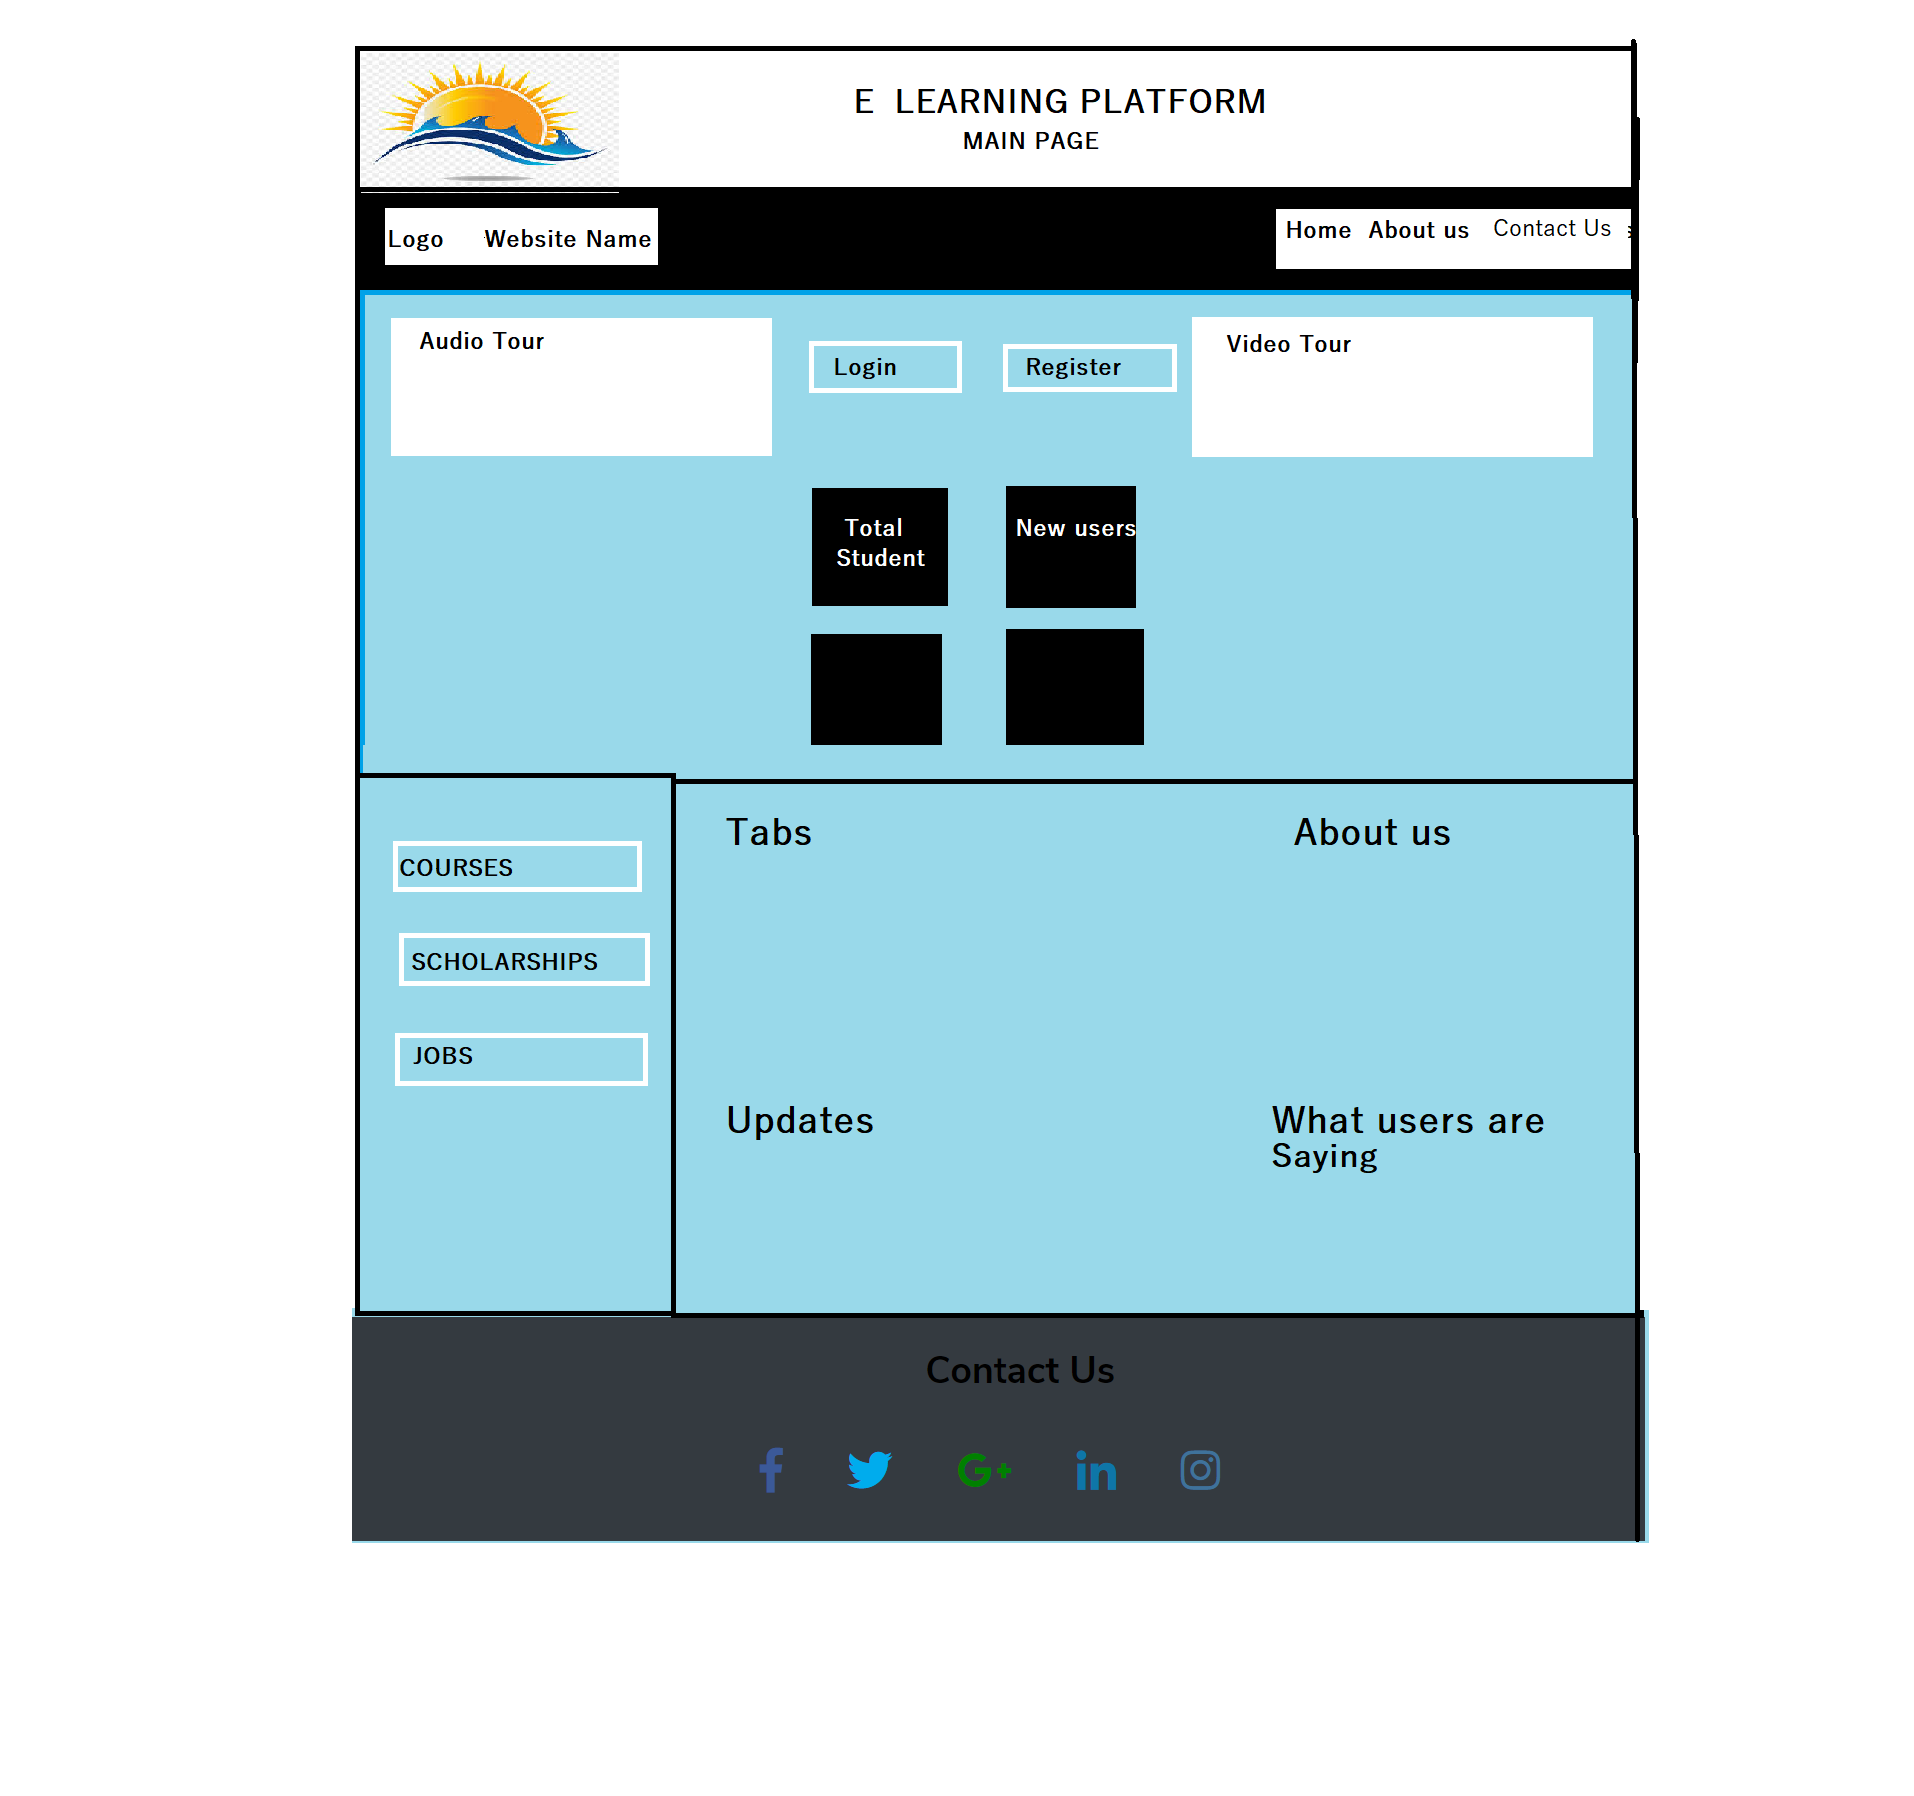 E LEARNING PLATFORM
MAIN PAGE
Logo Website Name
Home About us Contact Us
Audio Tour
Login
Register
Video Tour
Total
Student
New users
COURSES
SCHOLARSHIPS
JOBS
Tabs
About us
Updates
What users are
Saying
Contact Us